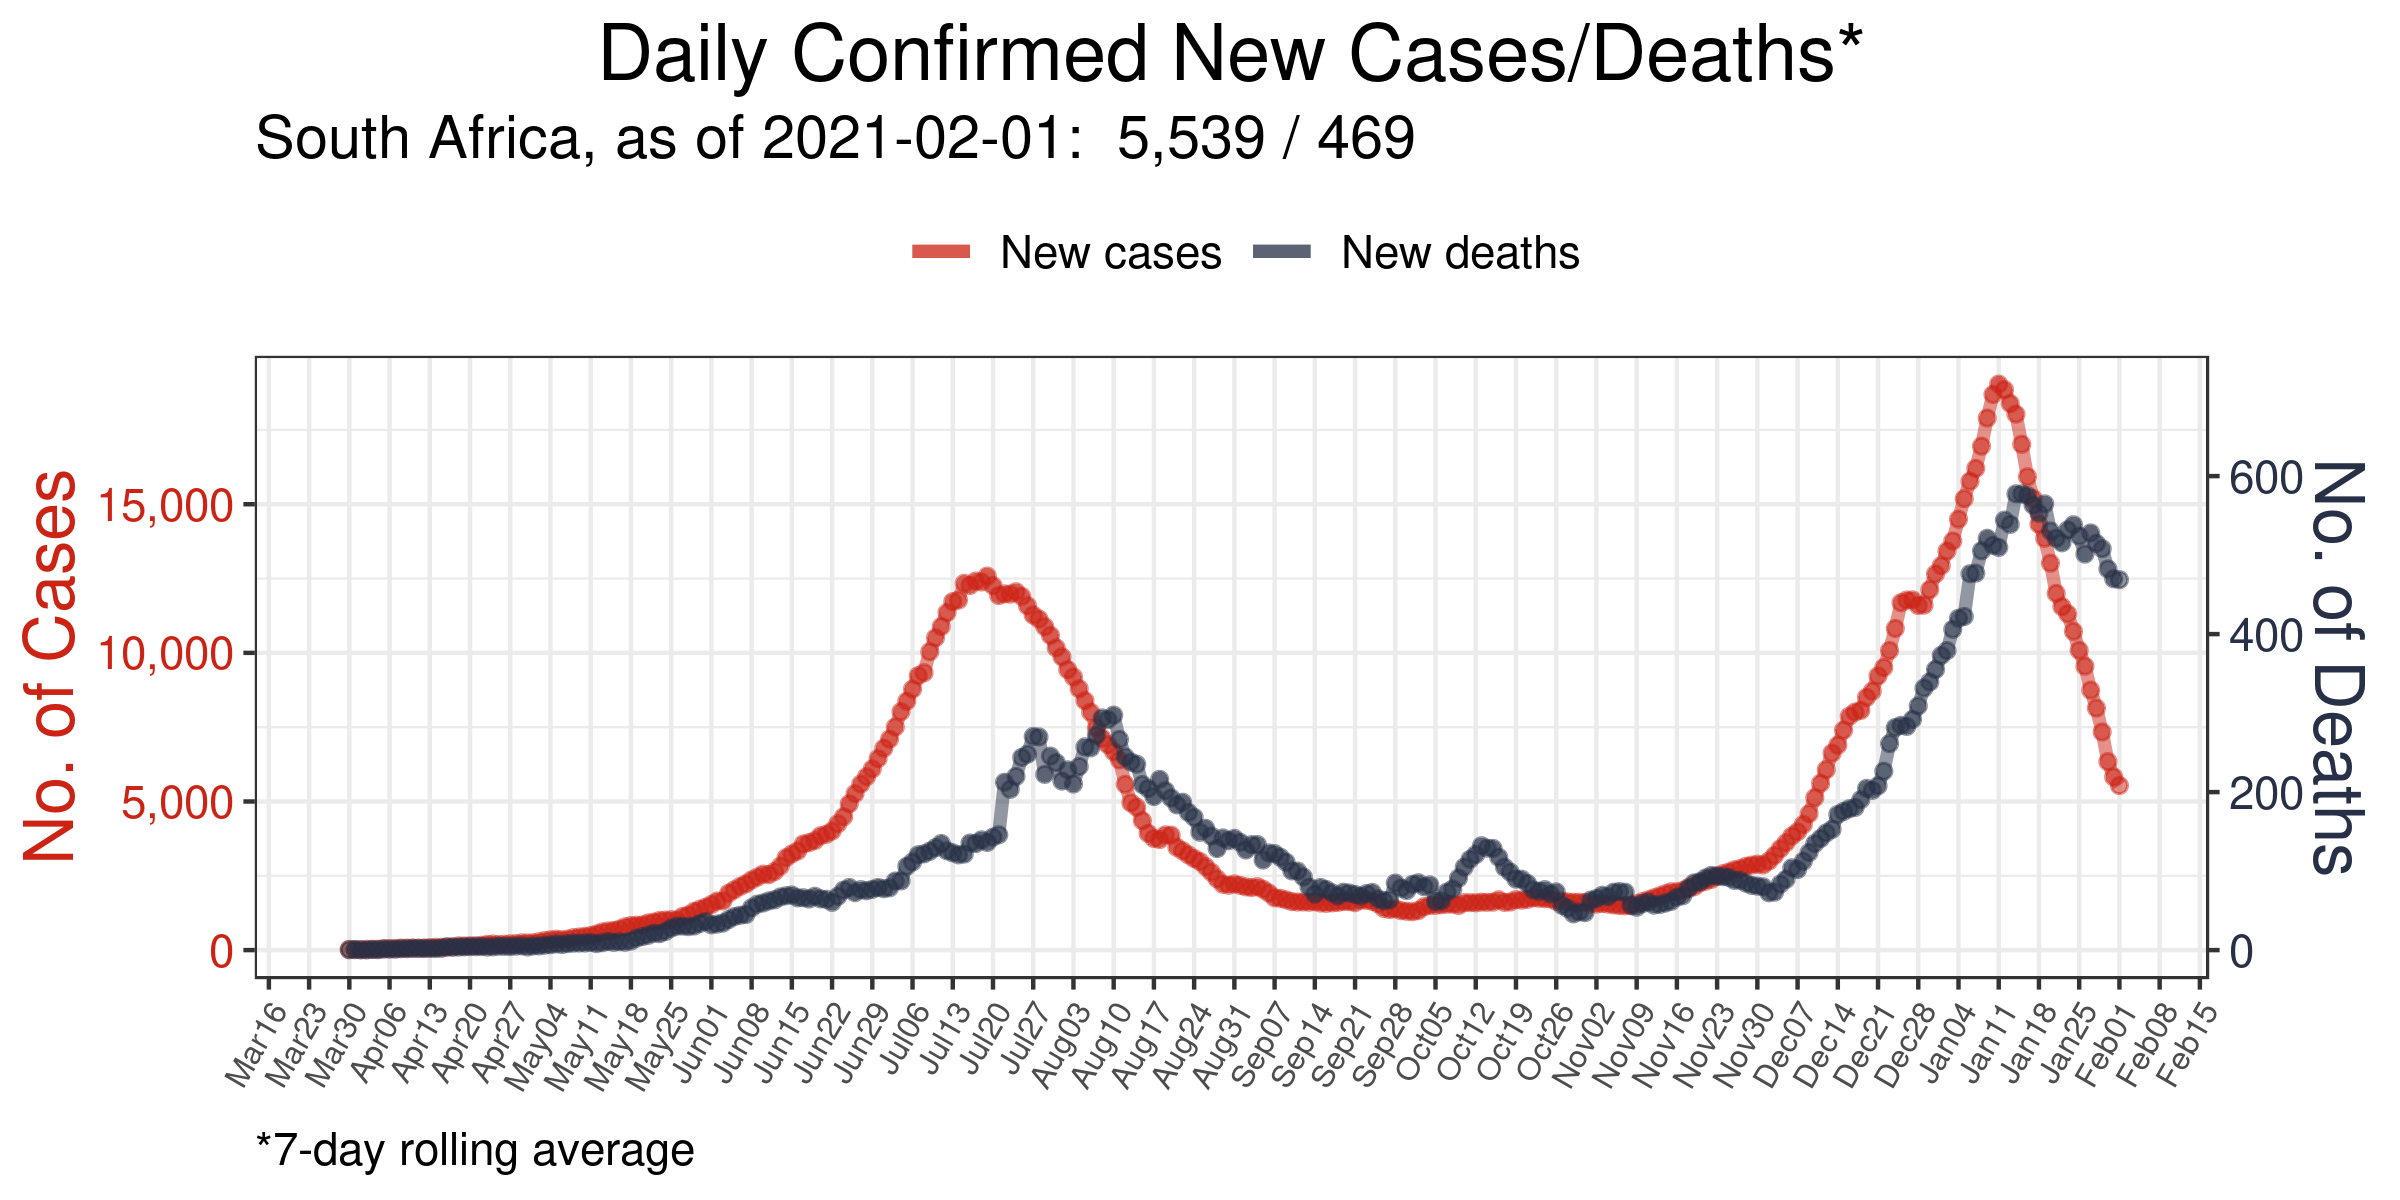 Daily Confirmed New Cases/Deaths*
South Africa, as of 2021-02-01:  5,539 / 469
New cases New deaths
No. of Cases
15,000
10,000
5,000
0
600
400
200
0
No. of Deaths
Mar16 Mar23 Mar30 Apr06 Apr13 Apr20 Apr27 May04 May11 May18 May25 Jun01 Jun08 Jun15 Jun22 Jun29 Jul06 Jul13 Jul20 Jul27 Aug03 Aug10 Aug17 Aug24 Aug31 Sep07 Sep14 Sep21 Sep28 Oct05 Oct12 Oct19 Oct26 Nov02 Nov09 Nov16 Nov23 Nov30 Dec07 Dec14 Dec21 Dec28 Jan04 Jan11 Jan18 Jan25 Feb01 Feb08 Feb15
*7-day rolling average